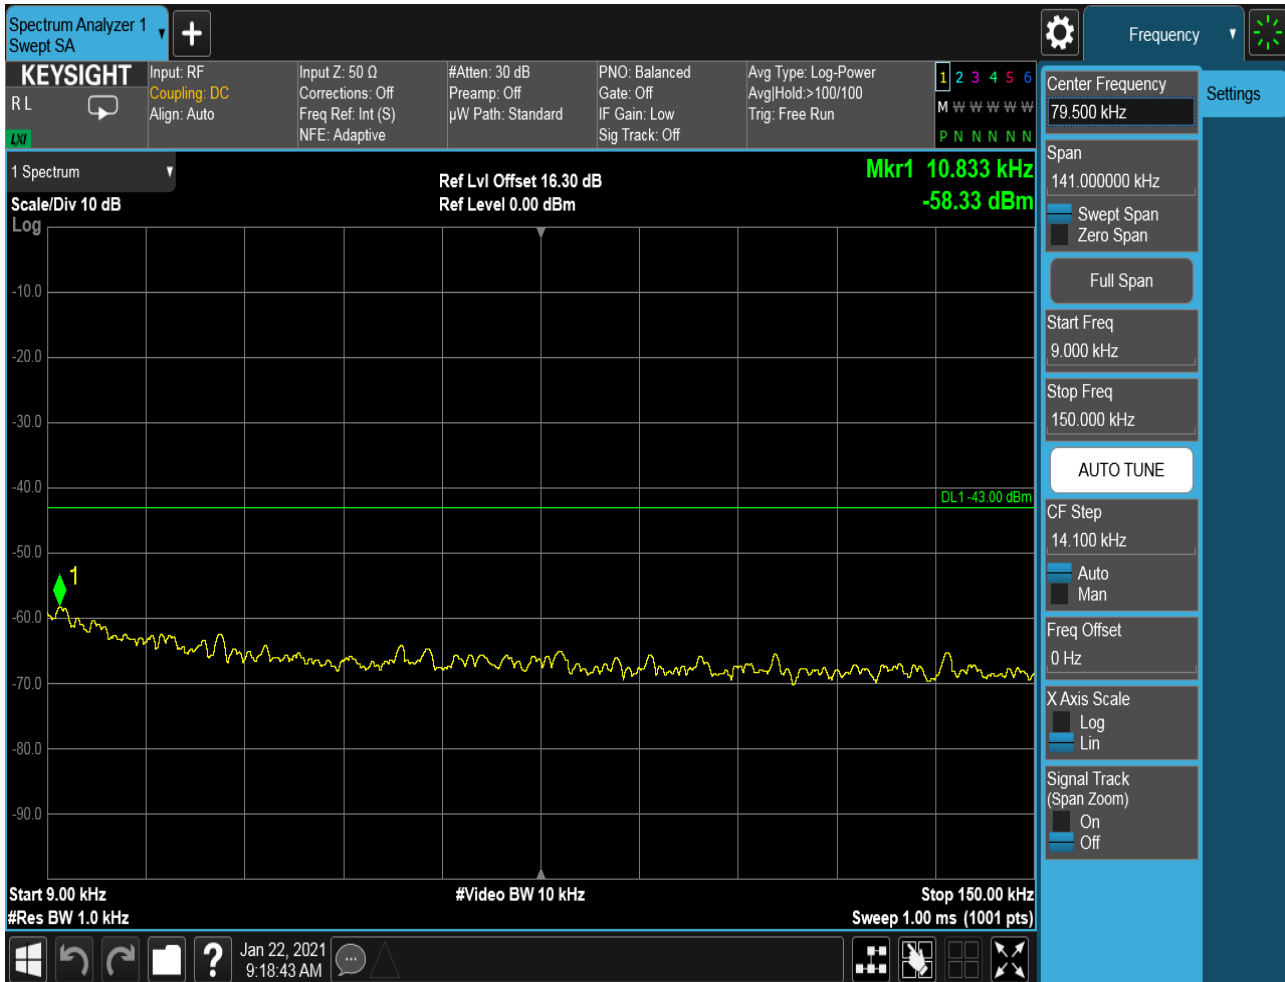 Spectrum Analyzer 1
Swept SA
+
Frequency
KEYSIGHT
R L
LXI
Input: RF
Coupling: DC
Align: Auto
Input Z: 50 Ω
Corrections: Off
Freq Ref: Int (S)
NFE: Adaptive
#Atten: 30 dB
Preamp: Off
µW Path: Standard
PNO: Balanced
Gate: Off
IF Gain: Low
Sig Track: Off
Avg Type: Log-Power
Avg|Hold:>100/100
Trig: Free Run
1 2 3 4 5 6
M W W W W W
P N N N N N
1 Spectrum
Scale/Div 10 dB
Log
Ref Lvl Offset 16.30 dB
Ref Level 0.00 dBm
Mkr1 10.833 kHz
-58.33 dBm
-10.0
-20.0
-30.0
-40.0
DL1 -43.00 dBm
-50.0
1
-60.0
-70.0
-80.0
-90.0
Start 9.00 kHz
#Res BW 1.0 kHz
#Video BW 10 kHz
Stop 150.00 kHz
Sweep 1.00 ms (1001 pts)
Jan 22, 2021
9:18:43 AM
?
Center Frequency
79.500 kHz
Settings
Span
141.000000 kHz
Swept Span
Zero Span
Full Span
Start Freq
9.000 kHz
Stop Freq
150.000 kHz
AUTO TUNE
CF Step
14.100 kHz
Auto
Man
Freq Offset
0 Hz
X Axis Scale
Log
Lin
Signal Track
(Span Zoom)
On
Off